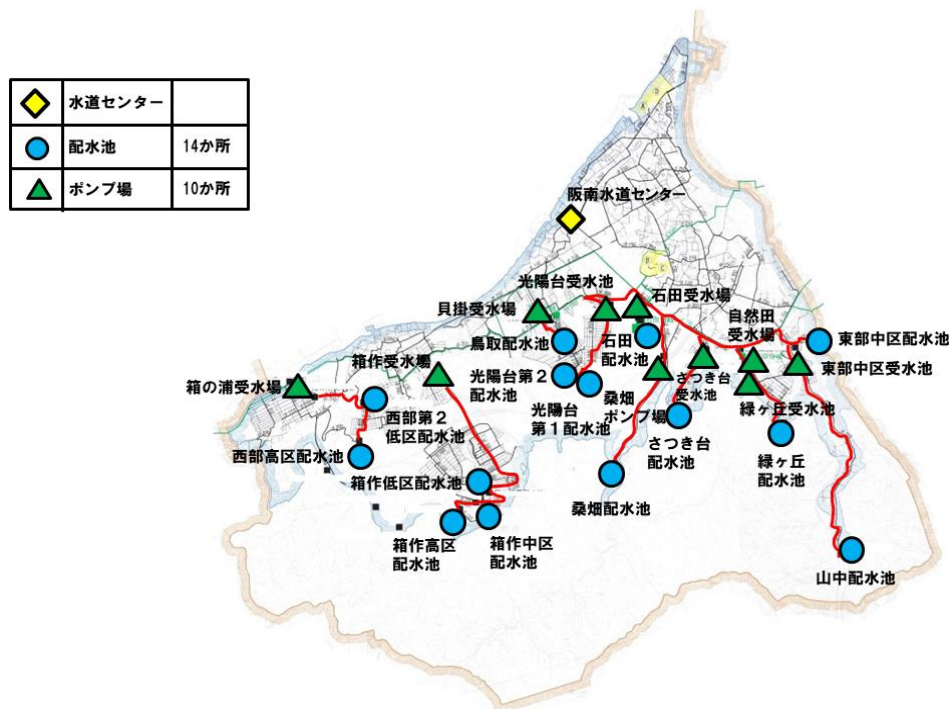 水道センター
配水池 14か所
ポンプ場 10か所
阪南水道センター
光陽台受水池
石田受水場
貝掛受水場
自然田
受水場
鳥取配水池
石田
配水池
東部中区配水池
箱作受水場
箱の浦受水場
光陽台第2
配水池
さつき台
受水池
東部中区受水池
桑畑
ポンプ場
光陽台
第1配水池
緑ヶ丘受水池
西部第2
低区配水池
西部高区配水池
さつき台
配水池
緑ヶ丘
配水池
箱作低区配水池
桑畑配水池
箱作高区
配水池
箱作中区
配水池
山中配水池